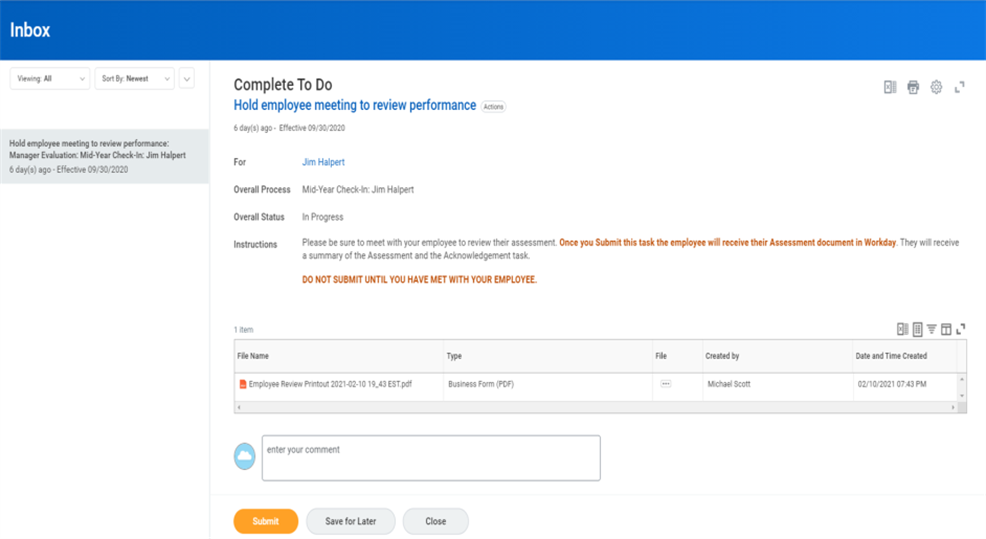 Inbox
Viewing: All
Sort By: Newest
Hold employee meeting to review performance:
Manager Evaluation: Mid-Year Check-In: Jim Halpert
6 day(s) ago - Effective 09/30/2020
Complete To Do
Hold employee meeting to review performance Actions
6 day(s) ago - Effective 09/30/2020
For Jim Halpert
Overall Process Mid-Year Check-In: Jim Halpert
Overall Status In Progress
Instructions Please be sure to meet with your employee to review their assessment. Once you Submit this task the employee will receive their Assessment document in Workday. They will receive
a summary of the Assessment and the Acknowledgement task.
DO NOT SUBMIT UNTIL YOU HAVE MET WITH YOUR EMPLOYEE.
1 item
File Name Type File Created by Date and Time Created
Employee Review Printout 2021-02-10 19_43 EST.pdf Business Form (PDF) Michael Scott 02/10/2021 07:43 PM
enter your comment
Submit Save for Later Close